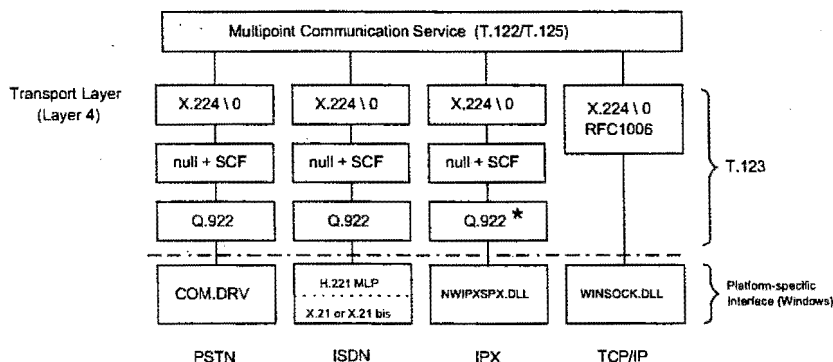 Multipoint Communication Service (T.122/T.125)
Transport Layer
(Layer 4)
X.224 \ 0
X.224 \ 0
X.224 \ 0
X.224 \ 0
RFC1006
null + SCF
null + SCF
null + SCF
T.123
Q.922
Q.922
Q.922 *
COM.DRV
H.221 MLP
X.21 or X.21 bis
NWIPXSPX.DLL
WINSOCK.DLL
Platform-specific
Interface (Windows)
PSTN
ISDN
IPX
TCP/IP